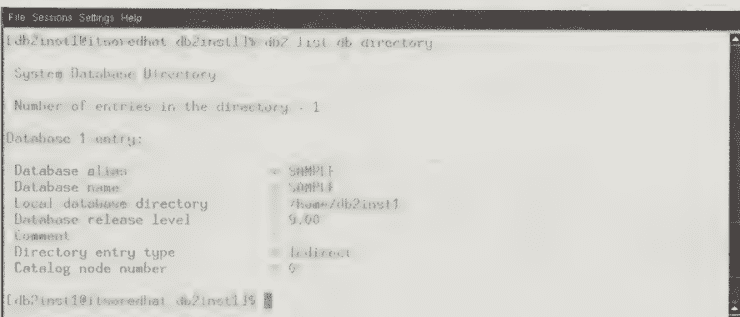 File Sessions Settings Help
[db2inst1@itsoredhat db2inst1]$ db2 list db directory
System Database Directory
Number of entries in the directory = 1
Database 1 entry:
Database alias = SAMPLE
Database name = SAMPLE
Local database directory = /home/db2inst1
Database release level = 9.00
Comment =
Directory entry type = Indirect
Catalog node number = 0
[db2inst1@itsoredhat db2inst1]$